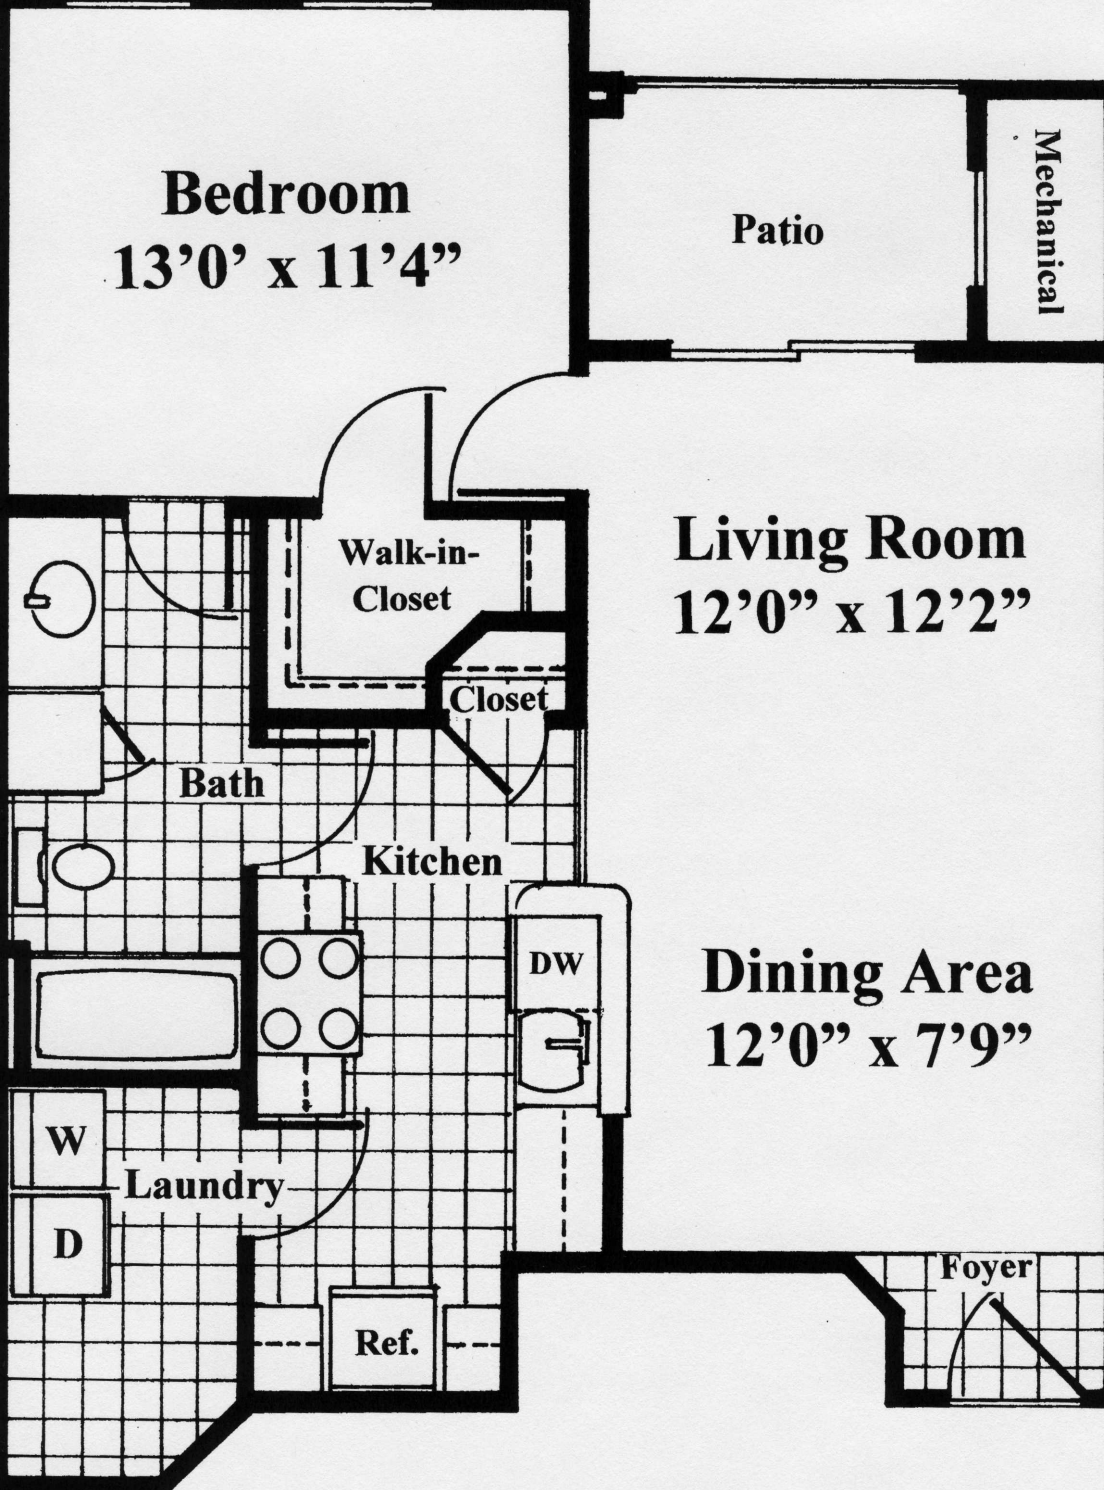 Bedroom
13’0’ x 11’4”
Patio
Mechanical
Walk-in-
Closet
Living Room
12’0” x 12’2”
Closet
Bath
Kitchen
DW
Dining Area
12’0” x 7’9”
W
Laundry
D
Foyer
Ref.